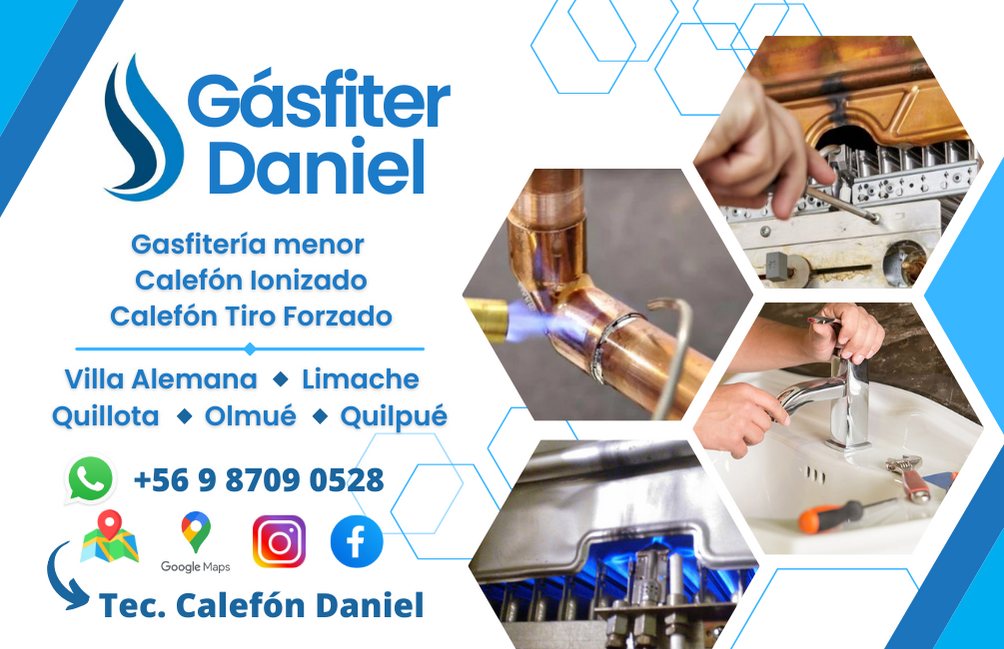 Gásfiter
Daniel
Gasfitería menor
Calefón Ionizado
Calefón Tiro Forzado
Villa Alemana ◆ Limache
Quillota ◆ Olmué ◆ Quilpué
+56 9 8709 0528
Google Maps
Tec. Calefón Daniel